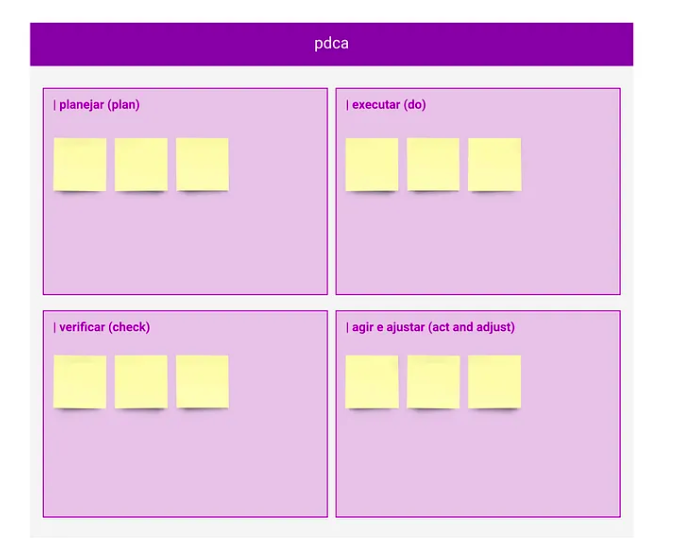 pdca
| planejar (plan)
| executar (do)
| verificar (check)
| agir e ajustar (act and adjust)